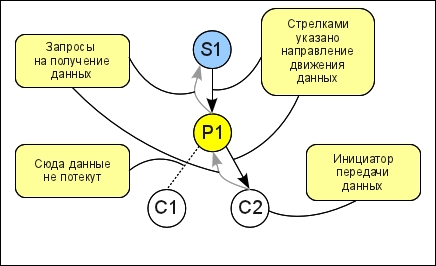 Запросы
на получение
данных
S1
Стрелками
указано
направление
движения
данных
P1
Сюда данные
не потекут
C1
C2
Инициатор
передачи
данных